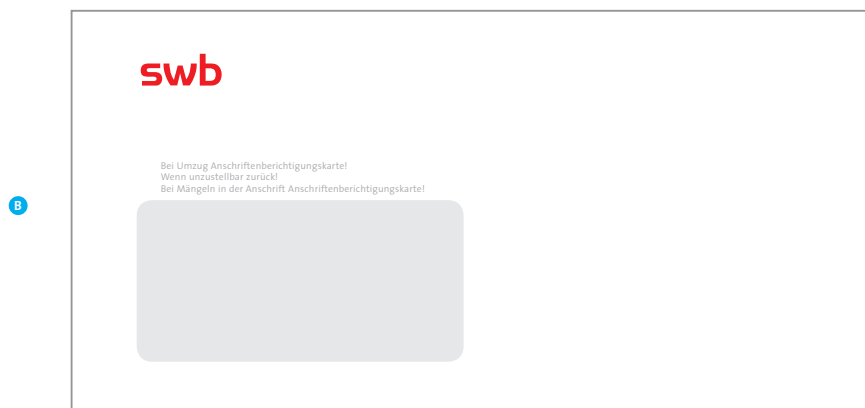 swb
Bei Umzug Anschriftenberichtigungskarte!
Wenn unzustellbar zurück!
Bei Mängeln in der Anschrift Anschriftenberichtigungskarte!
B